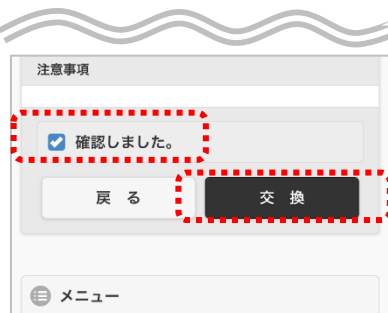 注意事項
確認しました。
戻 る
交 換
メニュー